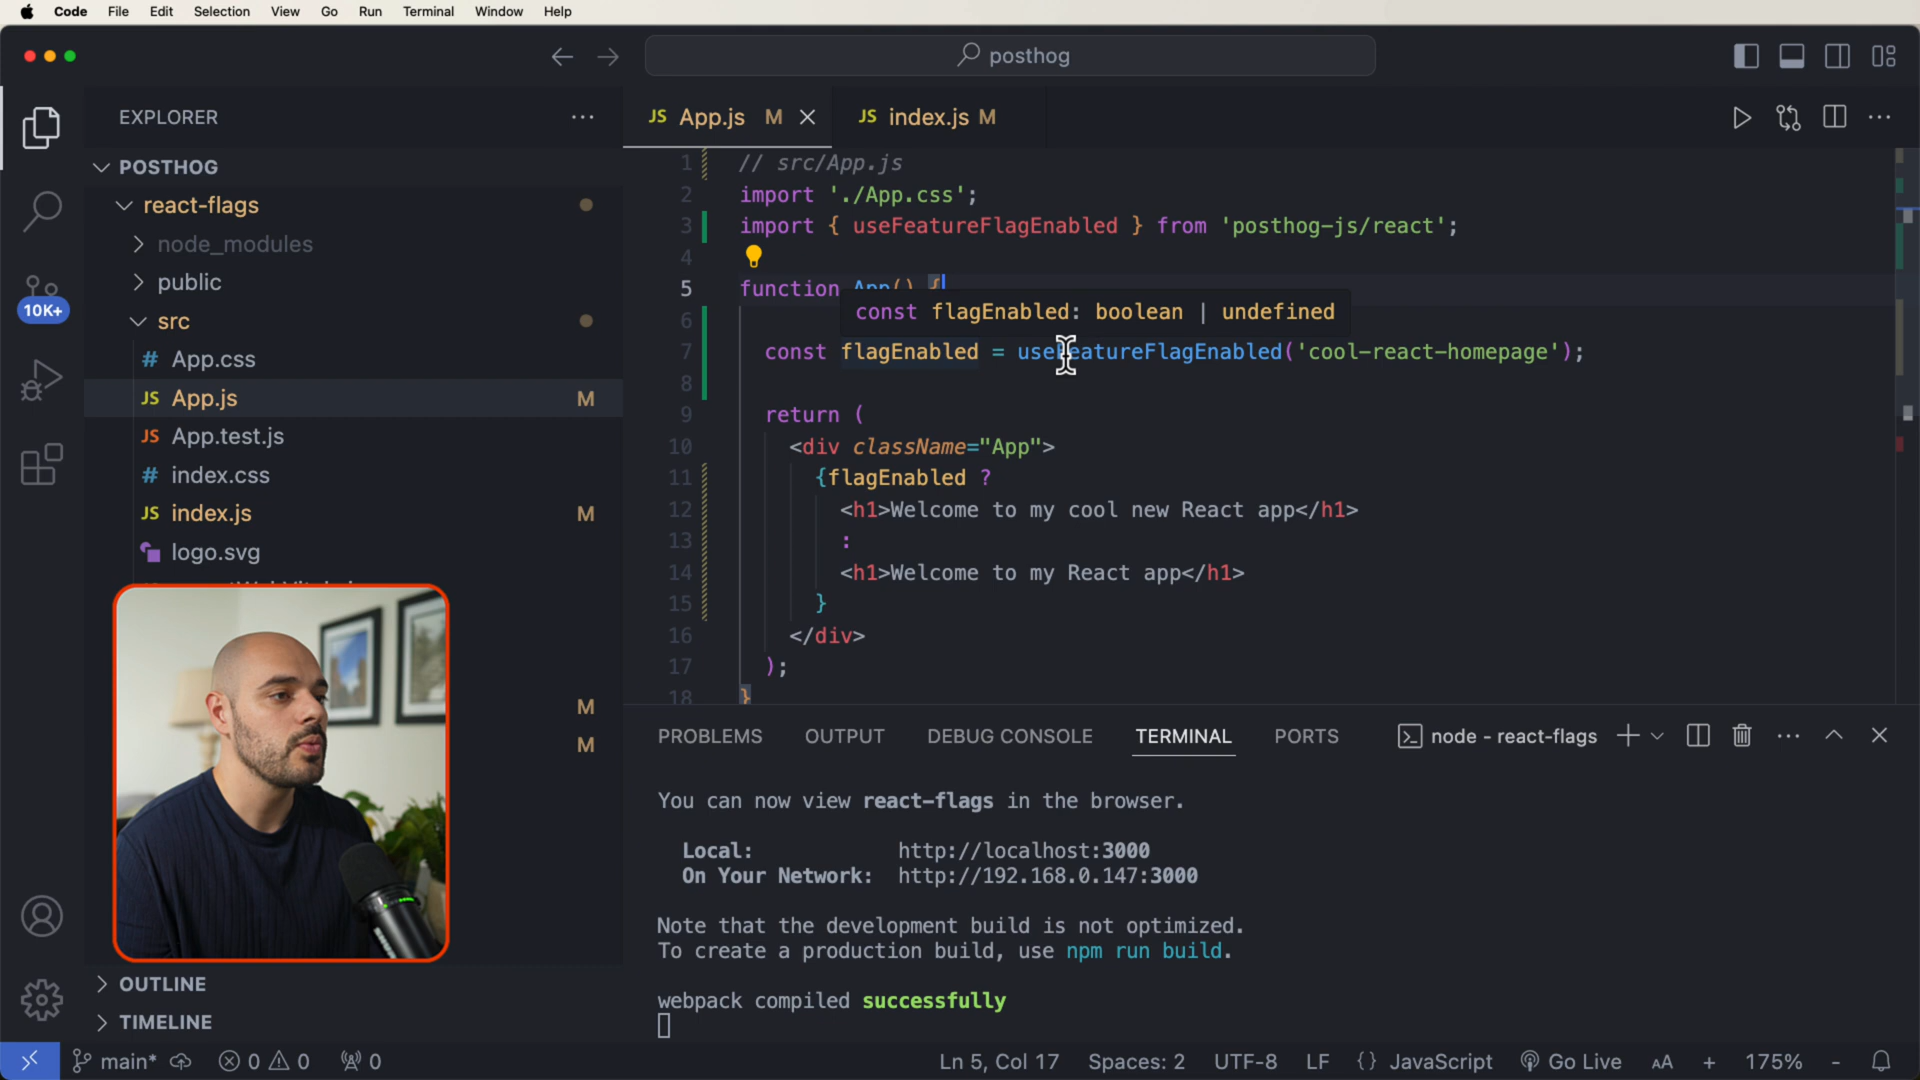 Code File Edit Selection View Go Run Terminal Window Help
posthog
EXPLORER
POSTHOG
react-flags
node_modules
public
src
# App.css
JS App.js M
JS App.test.js
# index.css
JS index.js M
logo.svg
M
M
OUTLINE
TIMELINE
10K+
JS App.js M
JS index.js M
1 // src/App.js
2 import './App.css';
3 import { useFeatureFlagEnabled } from 'posthog-js/react';
4
5 function App() {
const flagEnabled: boolean | undefined
6
7 const flagEnabled = useFeatureFlagEnabled('cool-react-homepage');
8
9 return (
10 <div className="App">
11 {flagEnabled ?
12 <h1>Welcome to my cool new React app</h1>
13 :
14 <h1>Welcome to my React app</h1>
15 }
16 </div>
17 );
18 }
PROBLEMS OUTPUT DEBUG CONSOLE TERMINAL PORTS node - react-flags
You can now view react-flags in the browser.
Local: http://localhost:3000
On Your Network: http://192.168.0.147:3000
Note that the development build is not optimized.
To create a production build, use npm run build.
webpack compiled successfully
main* 0 0 0 Ln 5, Col 17 Spaces: 2 UTF-8 LF {} JavaScript Go Live AA + 175% -